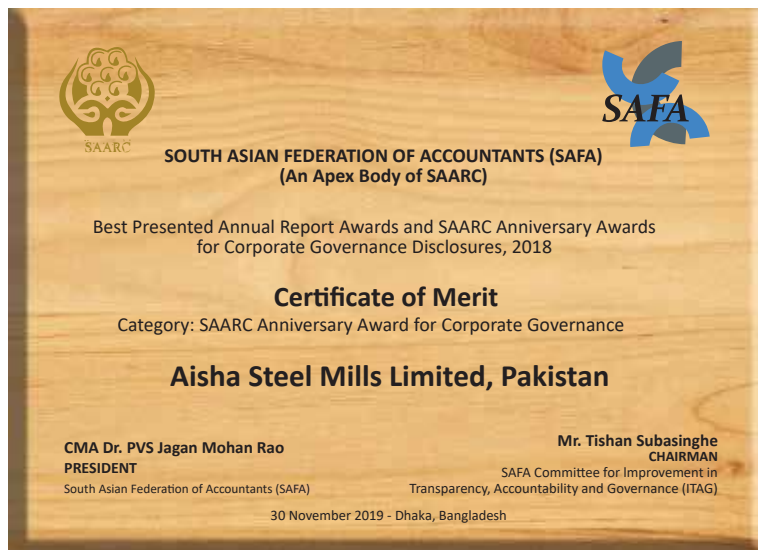 SAARC
SAFA
SOUTH ASIAN FEDERATION OF ACCOUNTANTS (SAFA)
(An Apex Body of SAARC)
Best Presented Annual Report Awards and SAARC Anniversary Awards
for Corporate Governance Disclosures, 2018
Certificate of Merit
Category: SAARC Anniversary Award for Corporate Governance
Aisha Steel Mills Limited, Pakistan
CMA Dr. PVS Jagan Mohan Rao
PRESIDENT
South Asian Federation of Accountants (SAFA)
Mr. Tishan Subasinghe
CHAIRMAN
SAFA Committee for Improvement in
Transparency, Accountability and Governance (ITAG)
30 November 2019 - Dhaka, Bangladesh